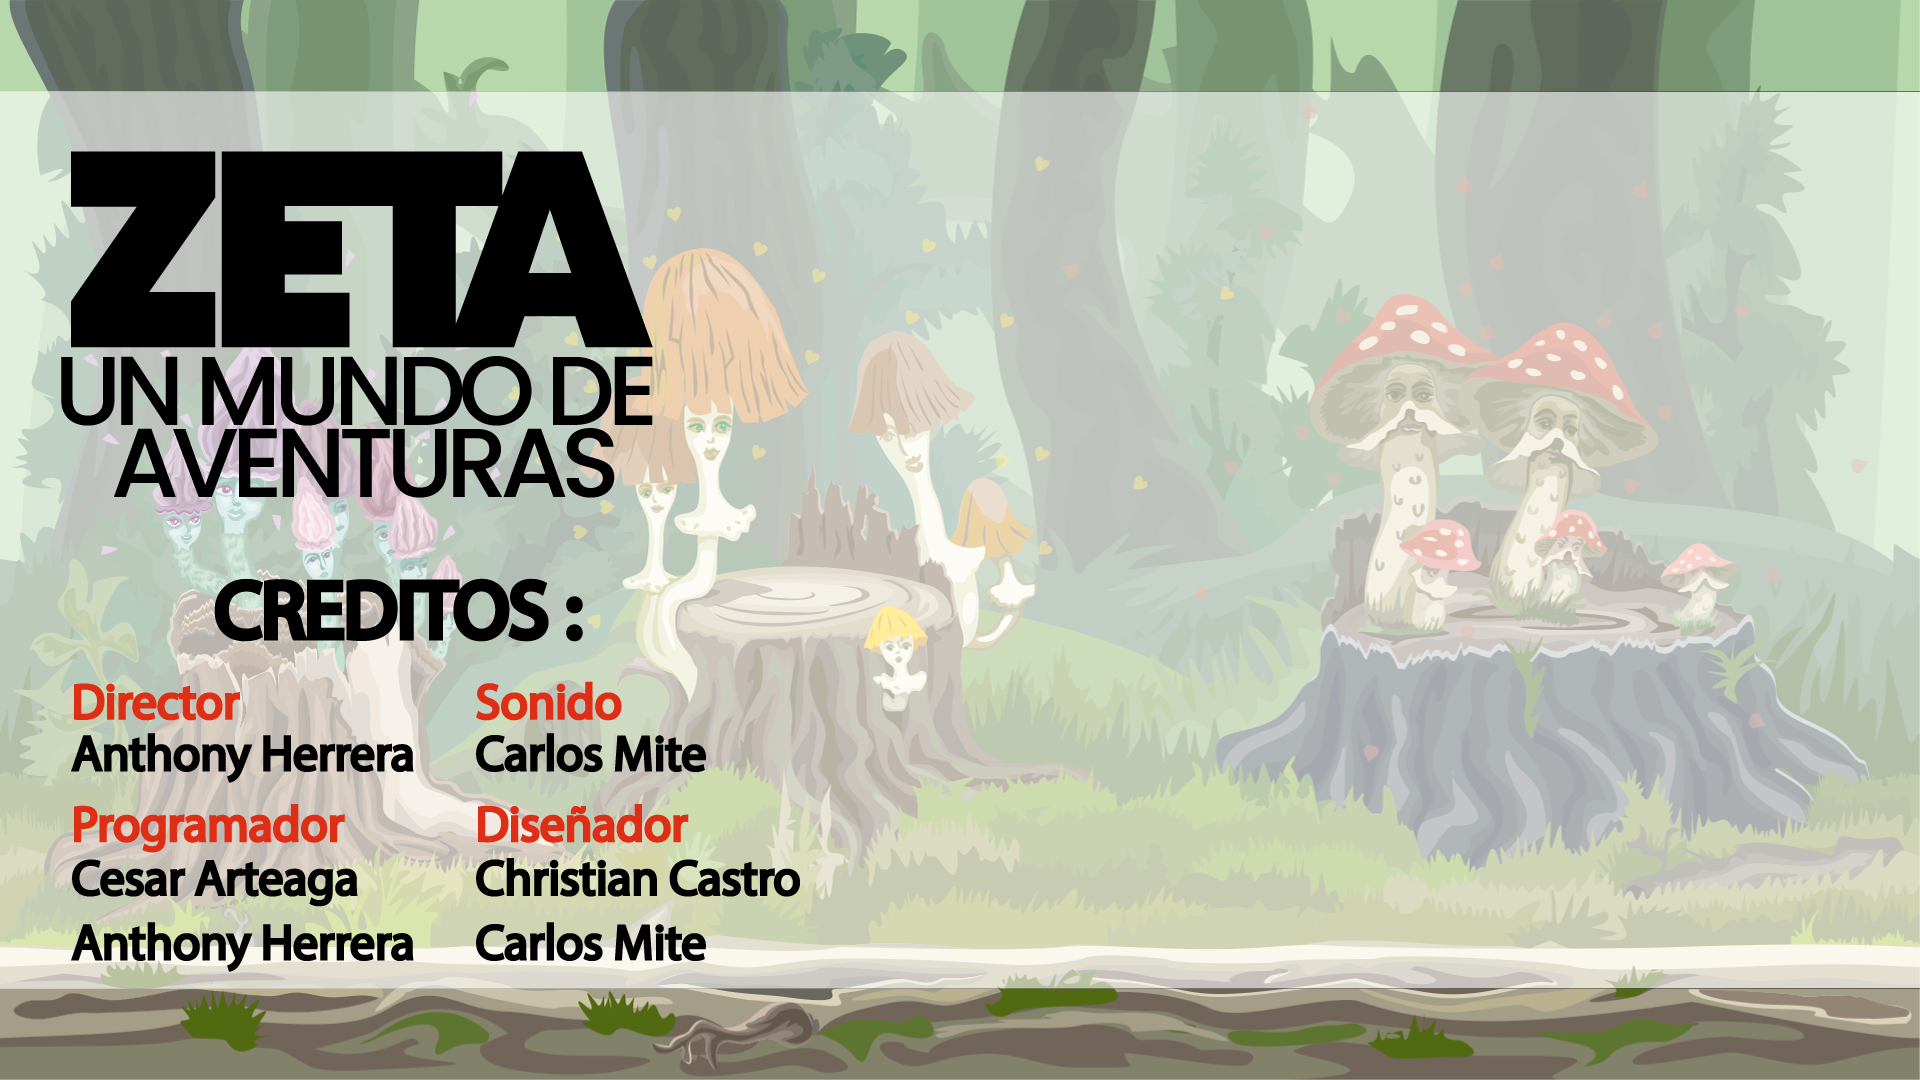 ZETA
UN MUNDO DE
AVENTURAS
CREDITOS :
Director
Anthony Herrera
Programador
Cesar Arteaga
Anthony Herrera
Sonido
Carlos Mite
Diseñador
Christian Castro
Carlos Mite